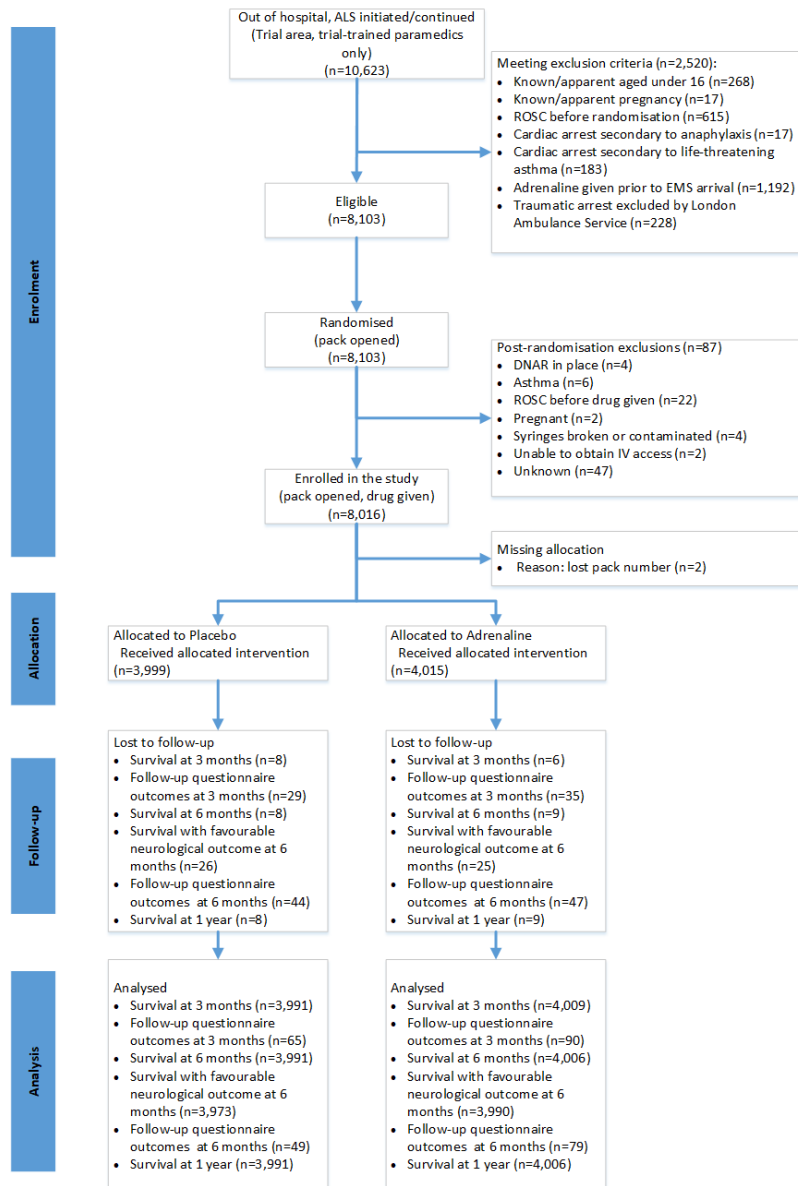 Out of hospital, ALS initiated/continued
(Trial area, trial-trained paramedics
only)
(n=10,623)
Meeting exclusion criteria (n=2,520):
• Known/apparent aged under 16 (n=268)
• Known/apparent pregnancy (n=17)
• ROSC before randomisation (n=615)
• Cardiac arrest secondary to anaphylaxis (n=17)
• Cardiac arrest secondary to life-threatening
asthma (n=183)
• Adrenaline given prior to EMS arrival (n=1,192)
• Traumatic arrest excluded by London
Ambulance Service (n=228)
Eligible
(n=8,103)
Enrolment
Randomised
(pack opened)
(n=8,103)
Post-randomisation exclusions (n=87)
• DNAR in place (n=4)
• Asthma (n=6)
• ROSC before drug given (n=22)
• Pregnant (n=2)
• Syringes broken or contaminated (n=4)
• Unable to obtain IV access (n=2)
• Unknown (n=47)
Enrolled in the study
(pack opened, drug given)
(n=8,016)
Missing allocation
• Reason: lost pack number (n=2)
Allocation
Allocated to Placebo
Received allocated intervention
(n=3,999)
Allocated to Adrenaline
Received allocated intervention
(n=4,015)
Follow-up
Lost to follow-up
• Survival at 3 months (n=8)
• Follow-up questionnaire
outcomes at 3 months (n=29)
• Survival at 6 months (n=8)
• Survival with favourable
neurological outcome at 6
months (n=26)
• Follow-up questionnaire
outcomes at 6 months (n=44)
• Survival at 1 year (n=8)
Lost to follow-up
• Survival at 3 months (n=6)
• Follow-up questionnaire
outcomes at 3 months (n=35)
• Survival at 6 months (n=9)
• Survival with favourable
neurological outcome at 6
months (n=25)
• Follow-up questionnaire
outcomes at 6 months (n=47)
• Survival at 1 year (n=9)
Analysis
Analysed
• Survival at 3 months (n=3,991)
• Follow-up questionnaire
outcomes at 3 months (n=65)
• Survival at 6 months (n=3,991)
• Survival with favourable
neurological outcome at 6
months (n=3,973)
• Follow-up questionnaire
outcomes at 6 months (n=49)
• Survival at 1 year (n=3,991)
Analysed
• Survival at 3 months (n=4,009)
• Follow-up questionnaire
outcomes at 3 months (n=90)
• Survival at 6 months (n=4,006)
• Survival with favourable
neurological outcome at 6
months (n=3,990)
• Follow-up questionnaire
outcomes at 6 months (n=79)
• Survival at 1 year (n=4,006)